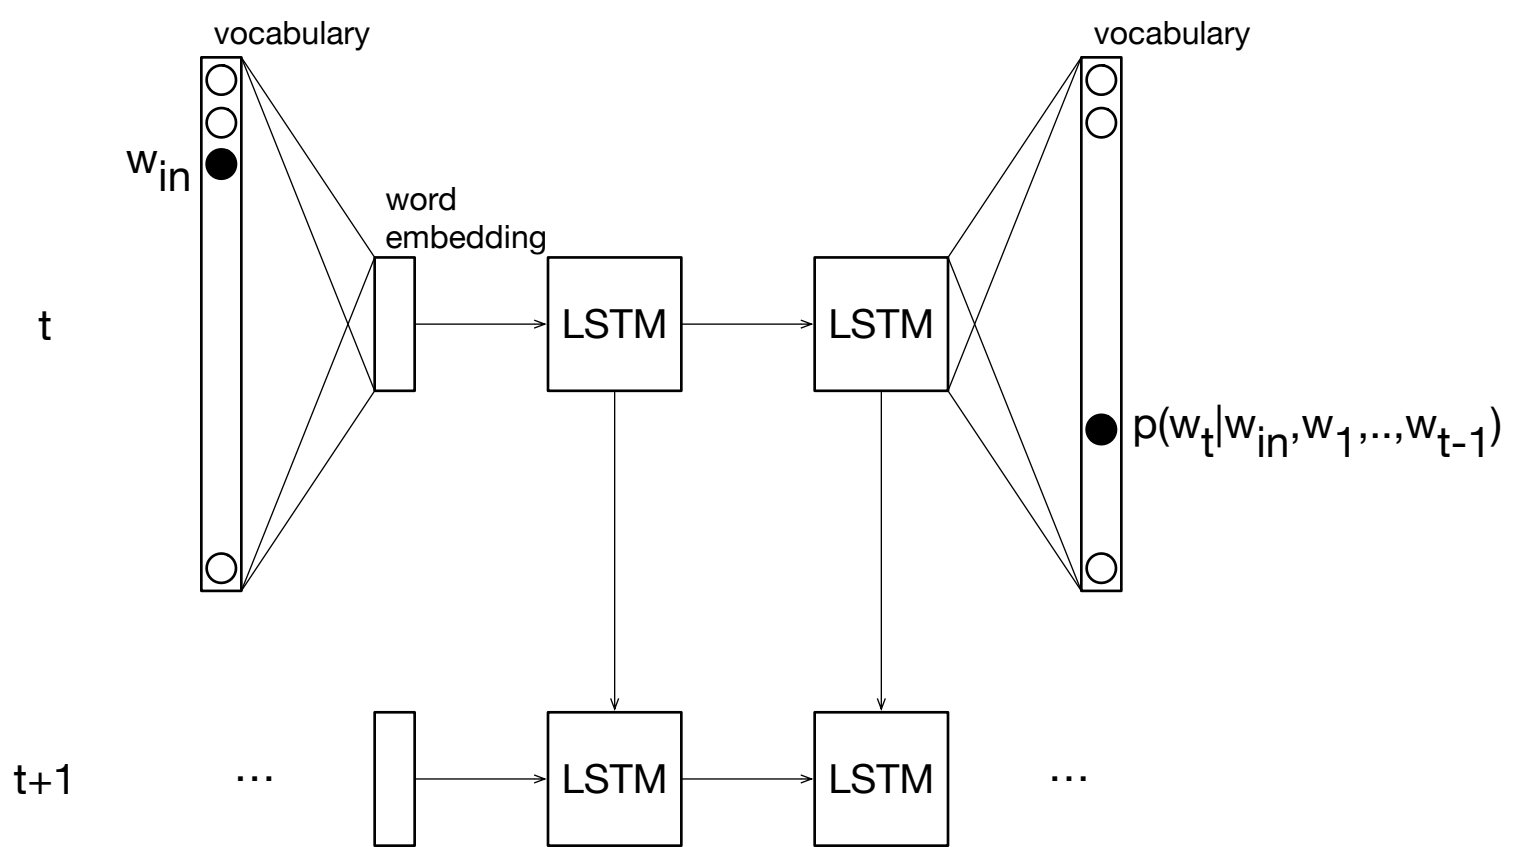 vocabulary
vocabulary
w_in
word
embedding
t
LSTM
LSTM
p(w_t|w_in,w_1,..,w_t-1)
t+1
...
LSTM
LSTM
...